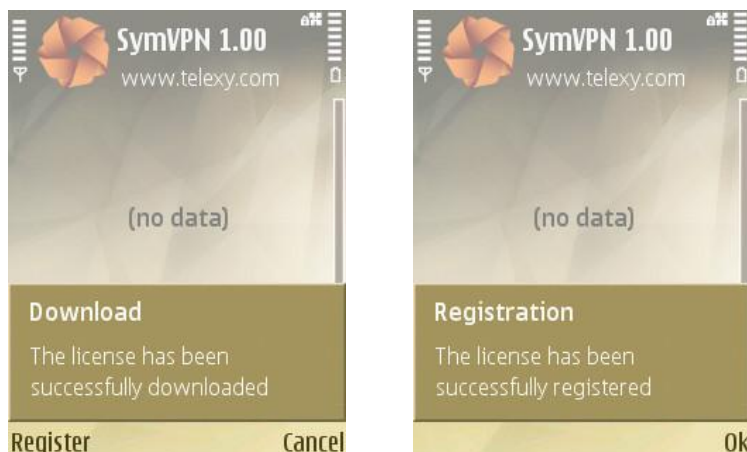 SymVPN 1.00
www.telexy.com
(no data)
Download
The license has been
successfully downloaded
Register Cancel
SymVPN 1.00
www.telexy.com
(no data)
Registration
The license has been
successfully registered
Ok